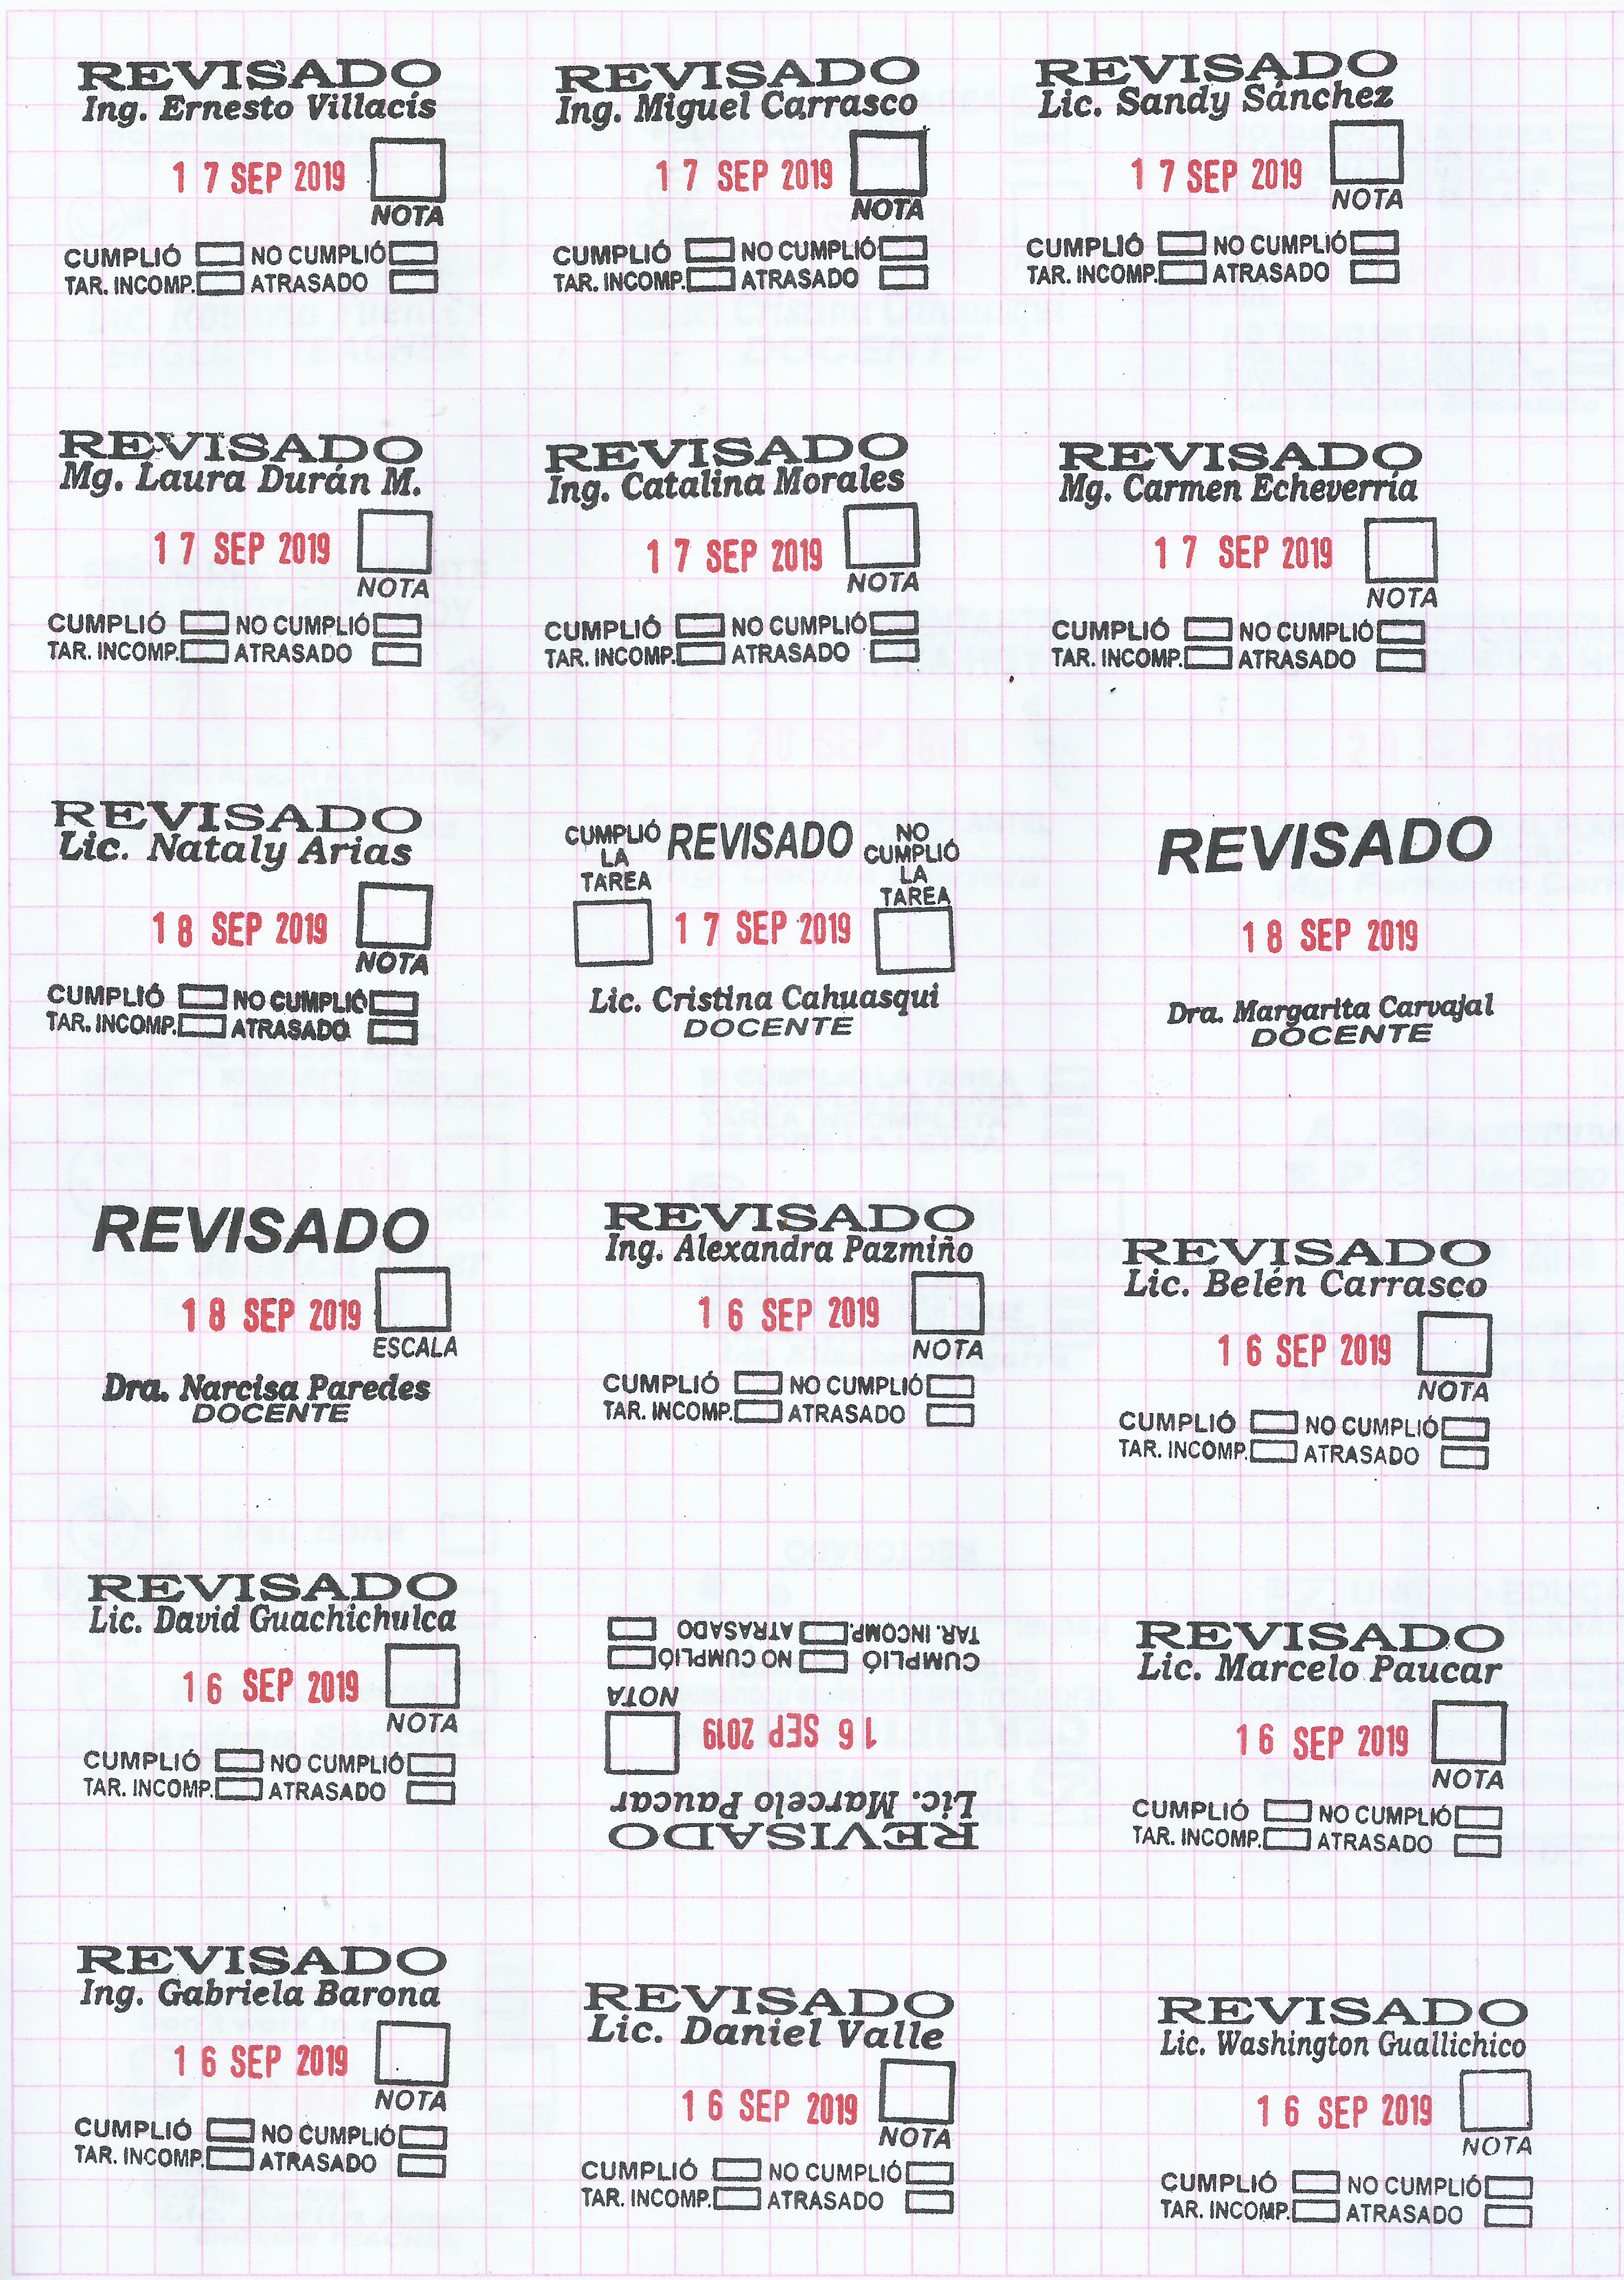 REVISADO
Ing. Ernesto Villacís
17 SEP 2019
NOTA
CUMPLIÓ NO CUMPLIÓ
TAR. INCOMP. ATRASADO
REVISADO
Ing. Miguel Carrasco
17 SEP 2019
NOTA
CUMPLIÓ NO CUMPLIÓ
TAR. INCOMP. ATRASADO
REVISADO
Lic. Sandy Sánchez
17 SEP 2019
NOTA
CUMPLIÓ NO CUMPLIÓ
TAR. INCOMP. ATRASADO
REVISADO
Mg. Laura Durán M.
17 SEP 2019
NOTA
CUMPLIÓ NO CUMPLIÓ
TAR. INCOMP. ATRASADO
REVISADO
Ing. Catalina Morales
17 SEP 2019
NOTA
CUMPLIÓ NO CUMPLIÓ
TAR. INCOMP. ATRASADO
REVISADO
Mg. Carmen Echeverría
17 SEP 2019
NOTA
CUMPLIÓ NO CUMPLIÓ
TAR. INCOMP. ATRASADO
REVISADO
Lic. Nataly Arias
18 SEP 2019
NOTA
CUMPLIÓ NO CUMPLIÓ
TAR. INCOMP. ATRASADO
CUMPLIÓ
LA
TAREA
REVISADO
NO
CUMPLIÓ
LA
TAREA
17 SEP 2019
Lic. Cristina Cahuasqui
DOCENTE
REVISADO
18 SEP 2019
Dra. Margarita Carvajal
DOCENTE
REVISADO
18 SEP 2019
ESCALA
Dra. Narcisa Paredes
DOCENTE
REVISADO
Ing. Alexandra Pazmiño
16 SEP 2019
NOTA
CUMPLIÓ NO CUMPLIÓ
TAR. INCOMP. ATRASADO
REVISADO
Lic. Belén Carrasco
16 SEP 2019
NOTA
CUMPLIÓ NO CUMPLIÓ
TAR. INCOMP. ATRASADO
REVISADO
Lic. David Guachichulca
16 SEP 2019
NOTA
CUMPLIÓ NO CUMPLIÓ
TAR. INCOMP. ATRASADO
REVISADO
Lic. Marcelo Paucar
16 SEP 2019
NOTA
CUMPLIÓ NO CUMPLIÓ
TAR. INCOMP. ATRASADO
REVISADO
Lic. Marcelo Paucar
16 SEP 2019
NOTA
CUMPLIÓ NO CUMPLIÓ
TAR. INCOMP. ATRASADO
REVISADO
Ing. Gabriela Barona
16 SEP 2019
NOTA
CUMPLIÓ NO CUMPLIÓ
TAR. INCOMP. ATRASADO
REVISADO
Lic. Daniel Valle
16 SEP 2019
NOTA
CUMPLIÓ NO CUMPLIÓ
TAR. INCOMP. ATRASADO
REVISADO
Lic. Washington Guallichico
16 SEP 2019
NOTA
CUMPLIÓ NO CUMPLIÓ
TAR. INCOMP. ATRASADO